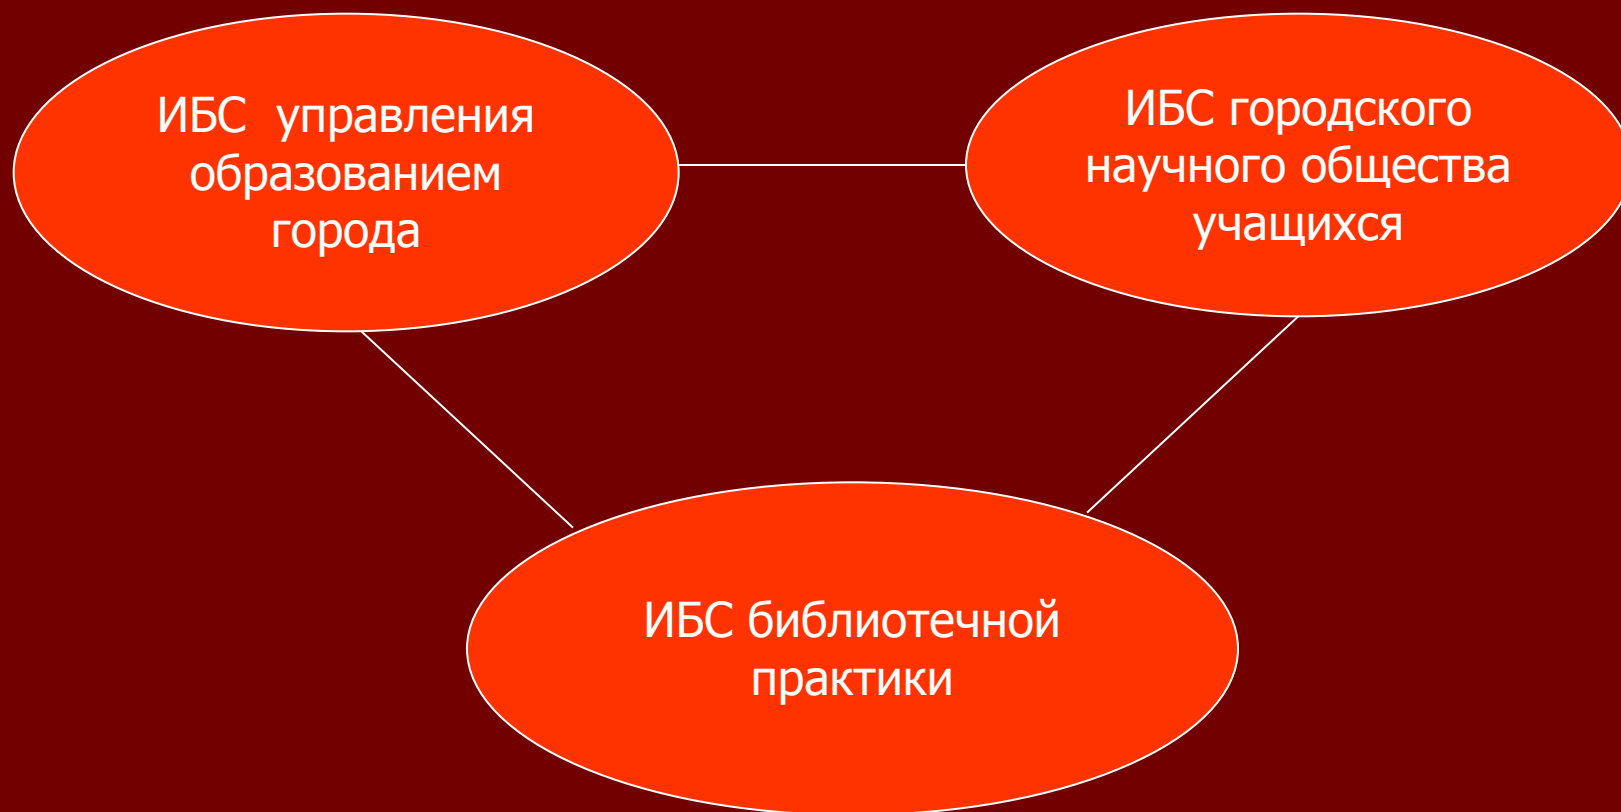 ИБС  управления
образованием
города
ИБС городского
научного общества
учащихся
ИБС библиотечной
практики